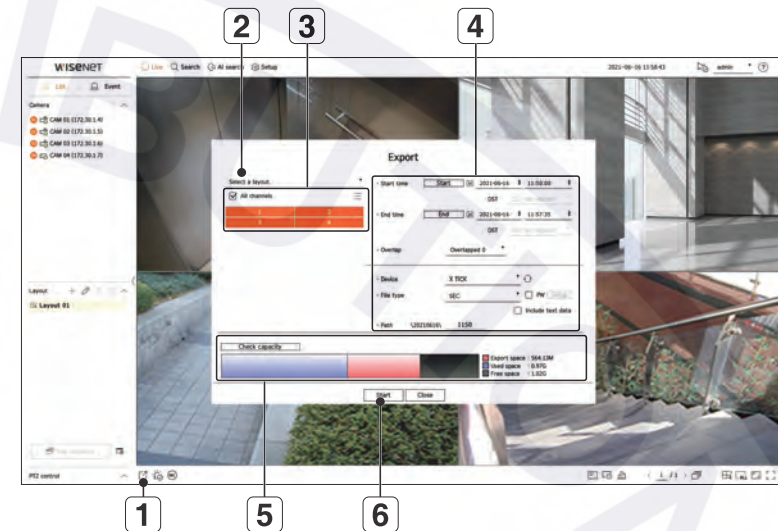 2
3
4
WISENET
Live
Search
AI search
Setup
2021-06-16 11:58:43
admin
List
Event
Camera
CAM 01 (172.30.1.4)
CAM 02 (172.30.1.5)
CAM 03 (172.30.1.6)
CAM 04 (172.30.1.7)
Export
Select a layout.
All channels
1 2
3 4
Start time Start 2021-06-16 11:50:00
DST
End time End 2021-06-16 11:57:35
DST
Overlap Overlapped 0
Device X TICK
File type SEC PW Setup
Include text data
Path \20210616\ 1150
Layout
Layout 01
Check capacity
Export space : 564.13M
Used space : 0.97G
Free space : 1.02G
Start Close
PTZ control
1 /1
1
5
6